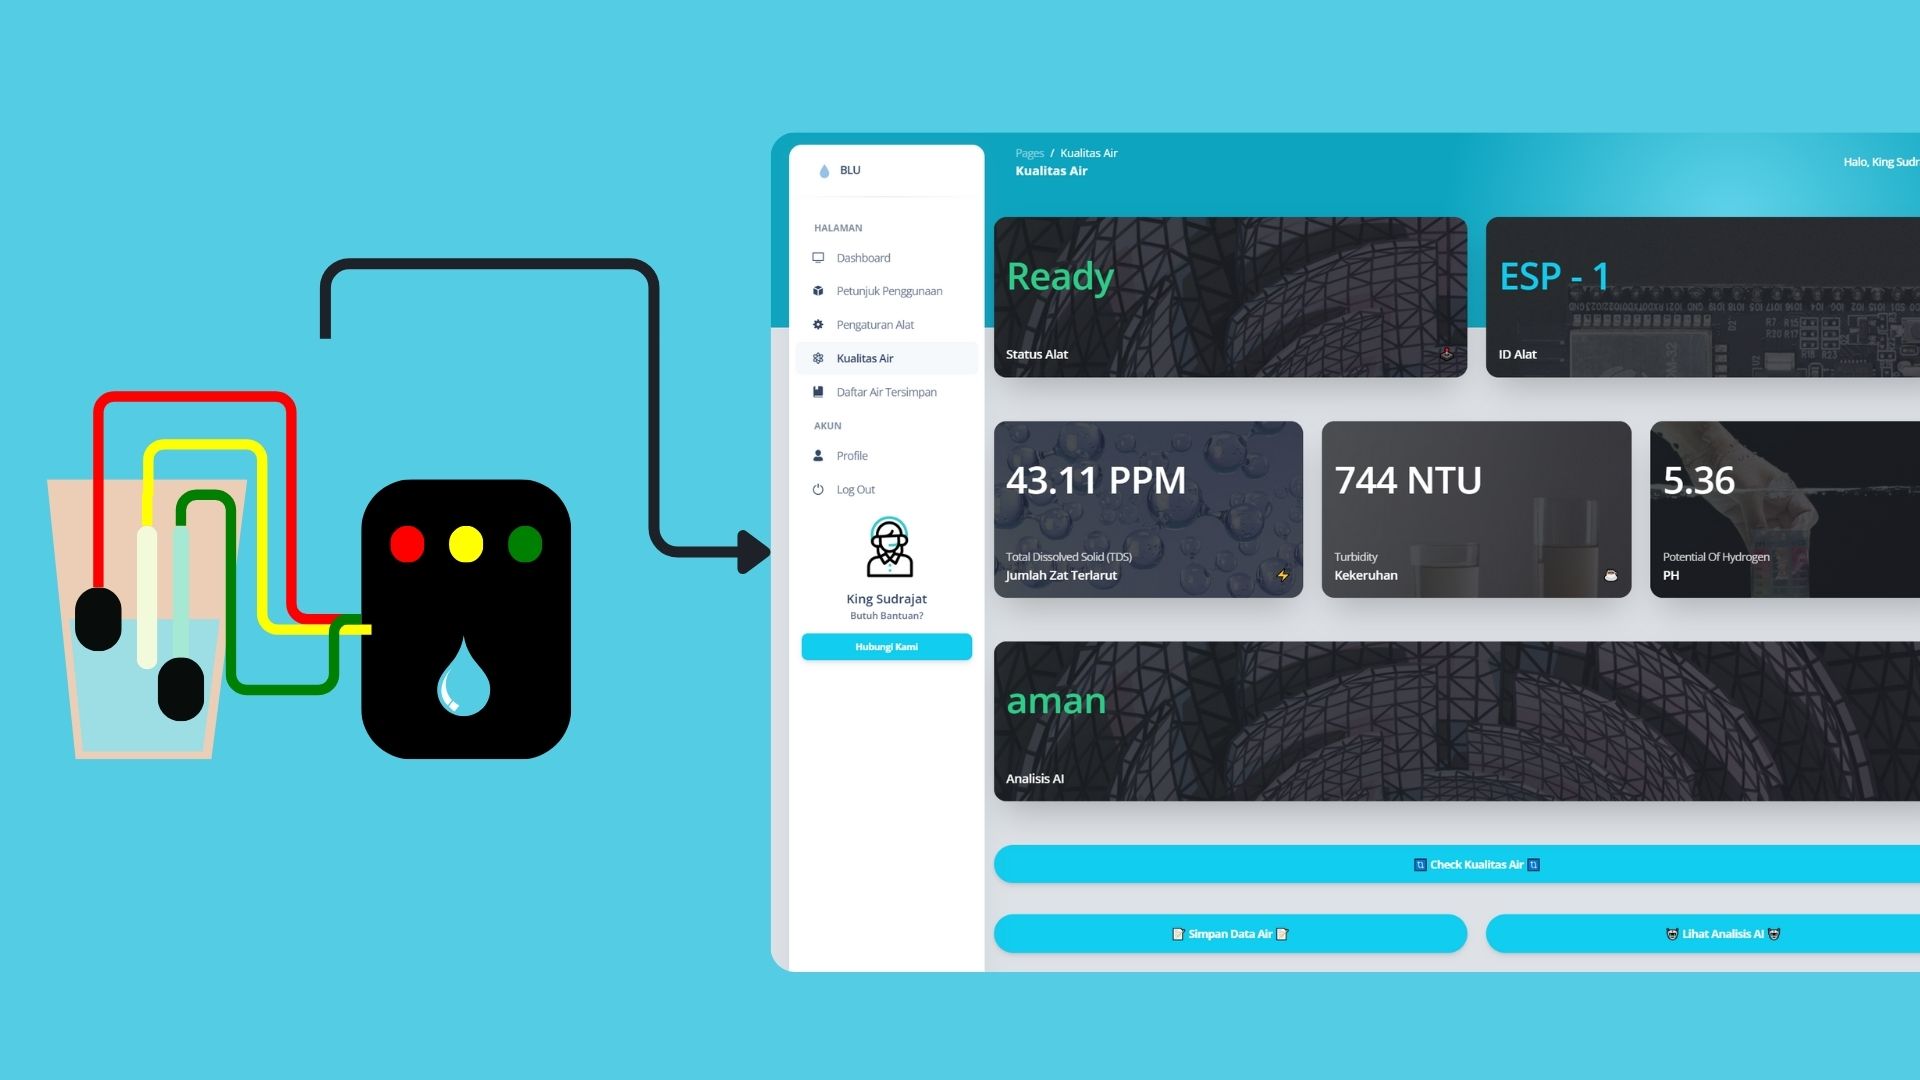 BLU
HALAMAN
Dashboard
Petunjuk Penggunaan
Pengaturan Alat
Kualitas Air
Daftar Air Tersimpan
AKUN
Profile
Log Out
King Sudrajat
Butuh Bantuan?
Hubungi Kami
Pages / Kualitas Air
Kualitas Air
Halo, King Sudr
Ready
Status Alat
ESP - 1
ID Alat
43.11 PPM
Total Dissolved Solid (TDS)
Jumlah Zat Terlarut
744 NTU
Turbidity
Kekeruhan
5.36
Potential Of Hydrogen
PH
aman
Analisis AI
Check Kualitas Air
Simpan Data Air
Lihat Analisis AI